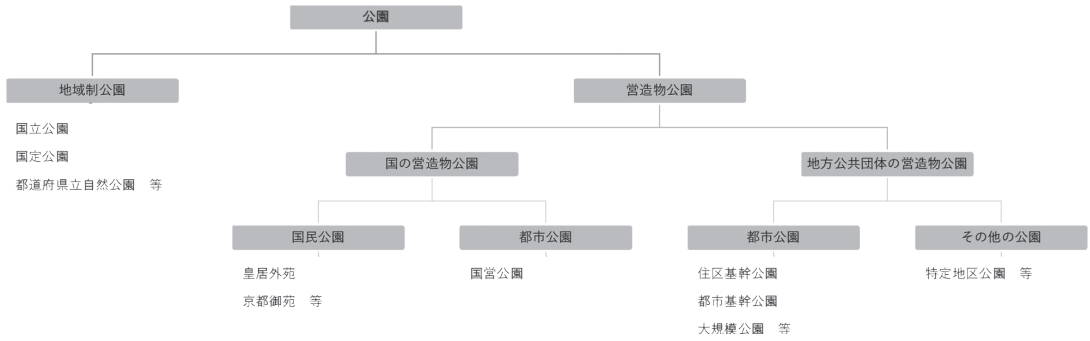 公園
地域制公園
営造物公園
国立公園
国定公園
都道府県立自然公園　等
国の営造物公園
地方公共団体の営造物公園
国民公園
都市公園
都市公園
その他の公園
皇居外苑
京都御苑　等
国営公園
住区基幹公園
都市基幹公園
大規模公園　等
特定地区公園　等